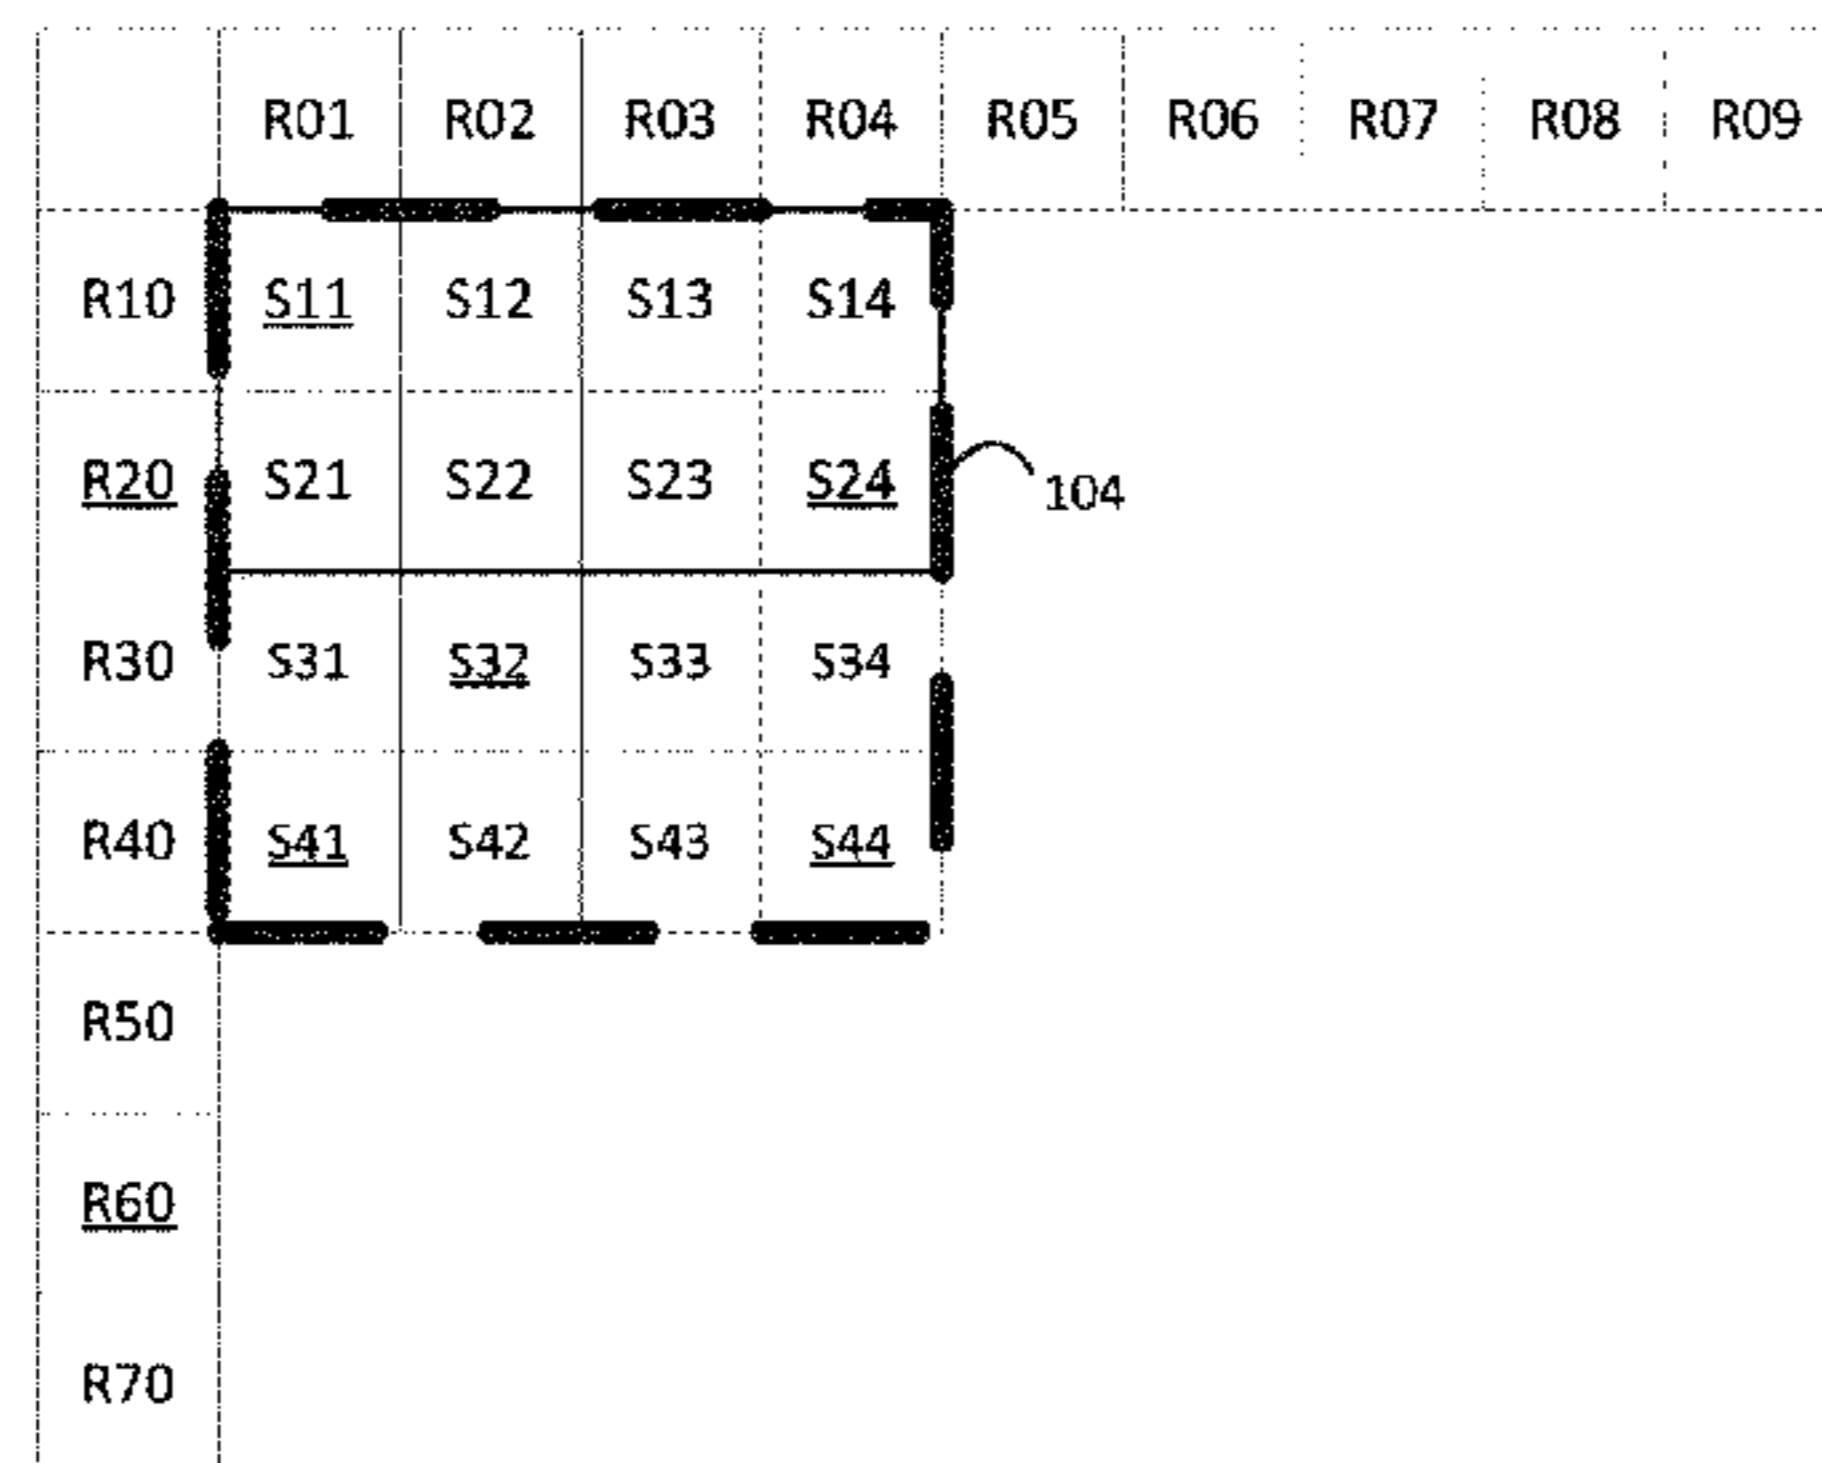 R01 R02 R03 R04 R05 R06 R07 R08 R09
R10 S11 S12 S13 S14
R20 S21 S22 S23 S24 104
R30 S31 S32 S33 S34
R40 S41 S42 S43 S44
R50
R60
R70